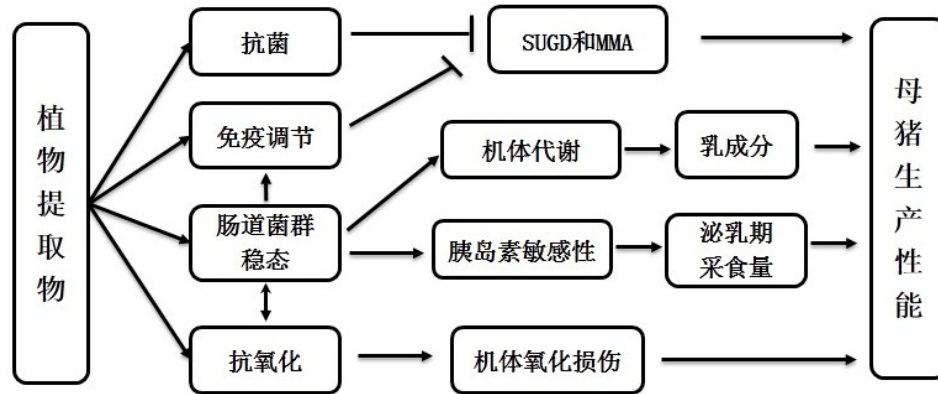 植物提取物
抗菌
SUGD和MMA
免疫调节
机体代谢
乳成分
肠道菌群
稳态
胰岛素敏感性
泌乳期
采食量
抗氧化
机体氧化损伤
母猪生产性能